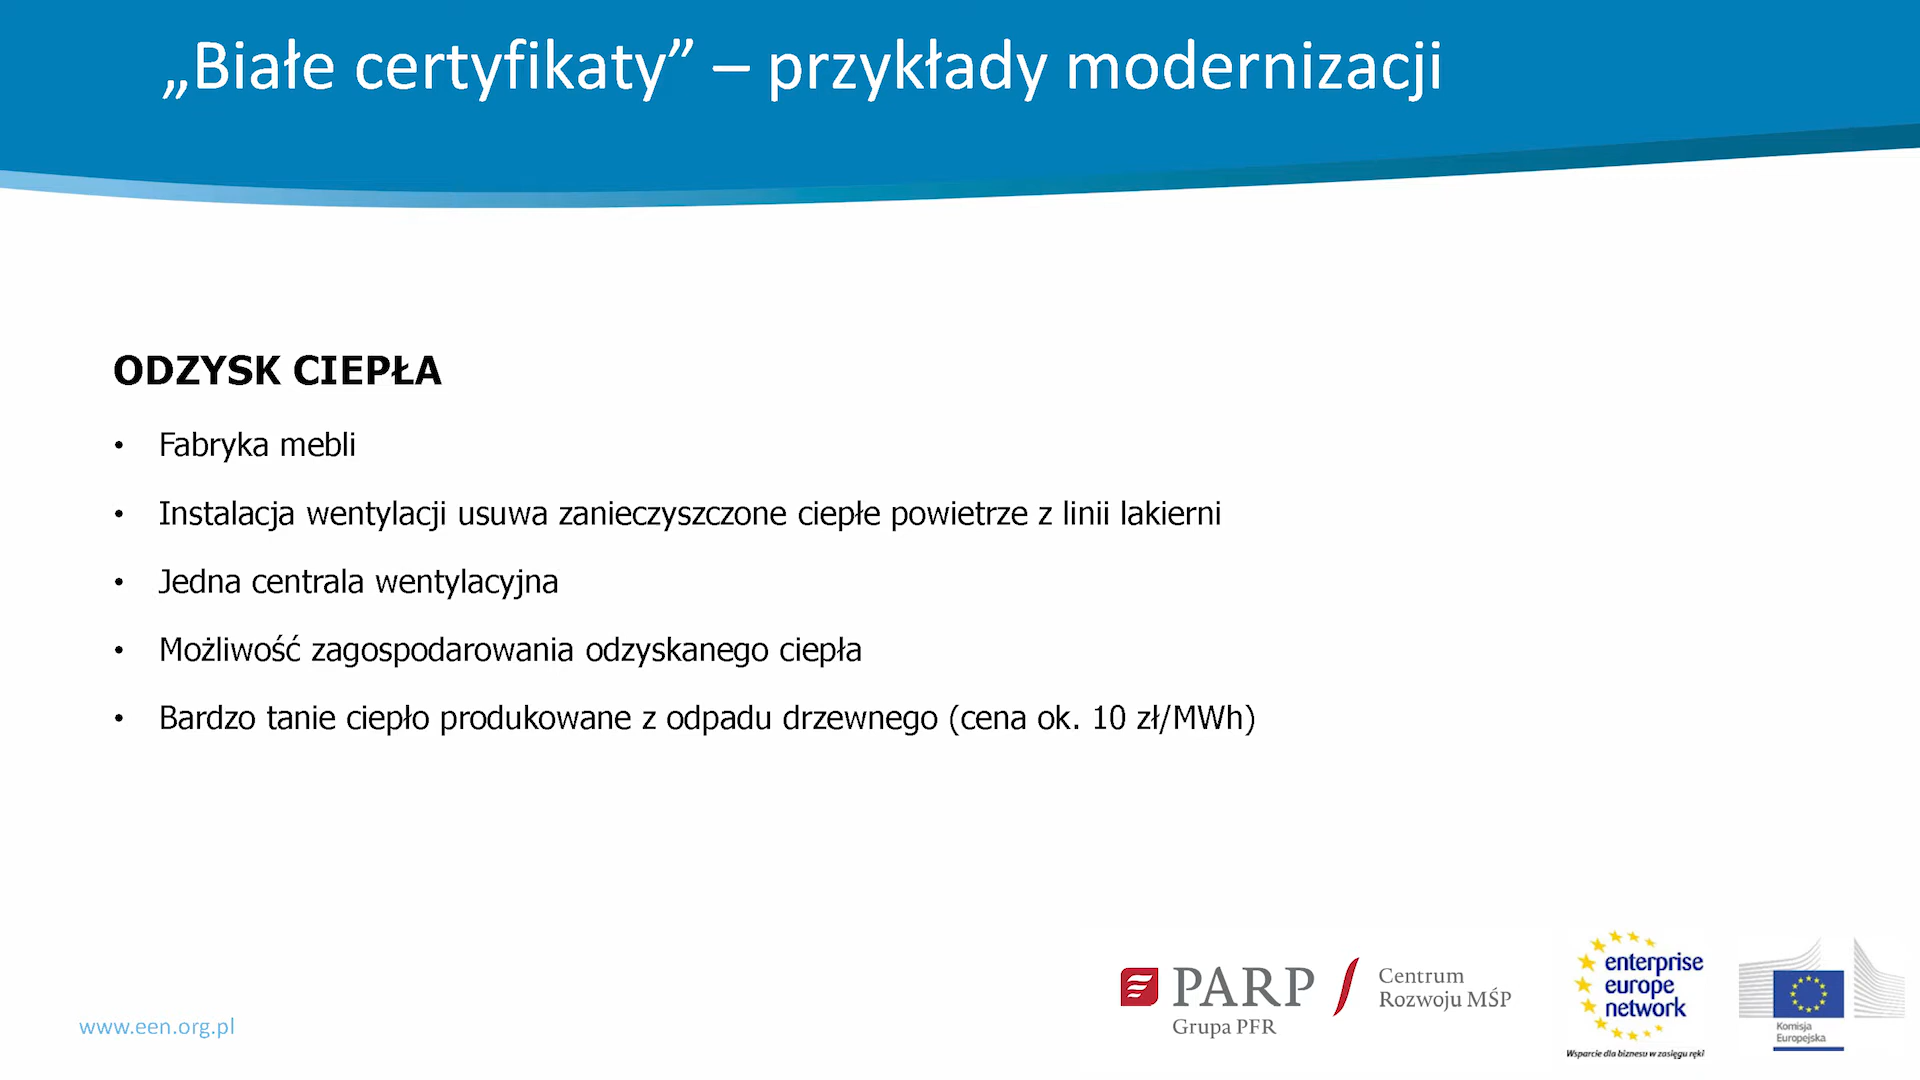 „Białe certyfikaty” – przykłady modernizacji
ODZYSK CIEPŁA
• Fabryka mebli
• Instalacja wentylacji usuwa zanieczyszczone ciepłe powietrze z linii lakierni
• Jedna centrala wentylacyjna
• Możliwość zagospodarowania odzyskanego ciepła
• Bardzo tanie ciepło produkowane z odpadu drzewnego (cena ok. 10 zł/MWh)
www.een.org.pl
PARP
Grupa PFR
Centrum
Rozwoju MŚP
enterprise
europe
network
Wsparcie dla biznesu w zasięgu ręki
Komisja
Europejska